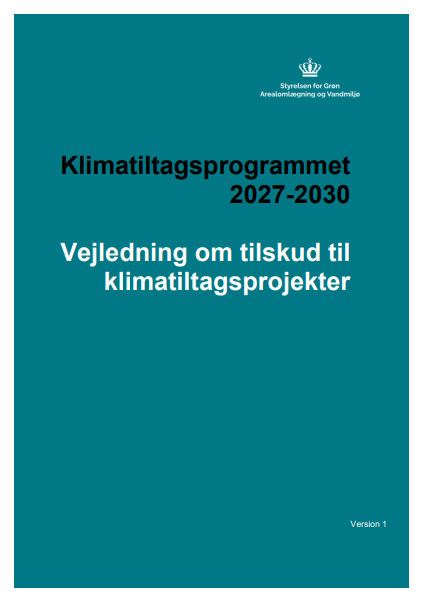 Styrelsen for Grøn
Arealomlægning og Vandmiljø
Klimatiltagsprogrammet
2027-2030
Vejledning om tilskud til
klimatiltagsprojekter
Version 1